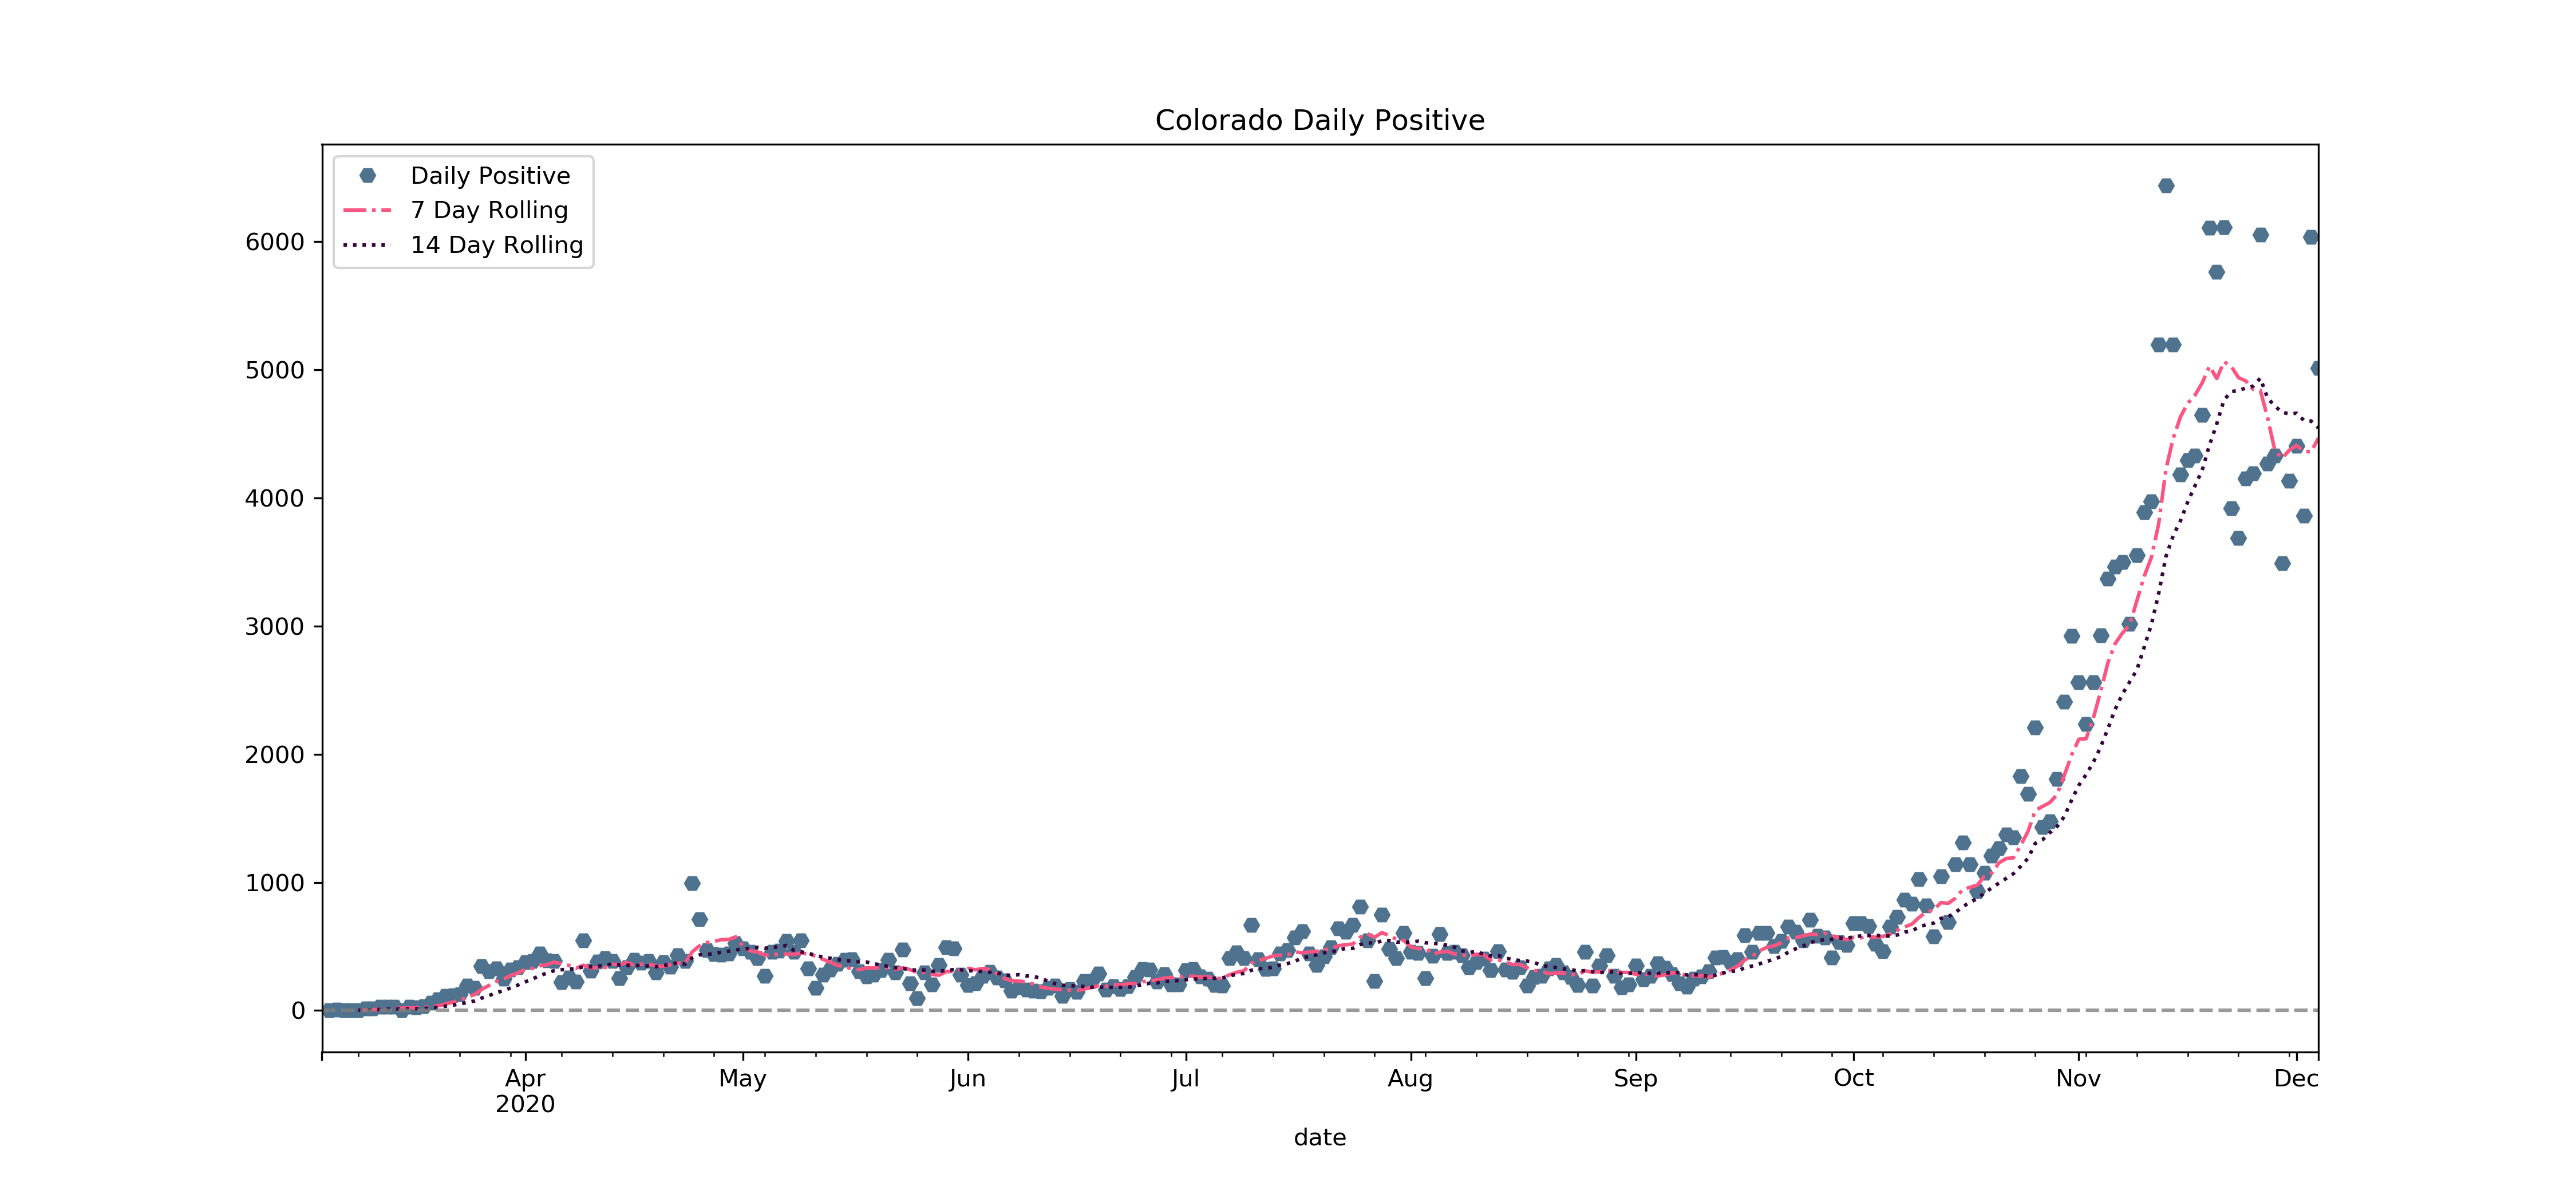 Colorado Daily Positive
Daily Positive
7 Day Rolling
14 Day Rolling
6000
5000
4000
3000
2000
1000
0
Apr May Jun Jul Aug Sep Oct Nov Dec
2020
date